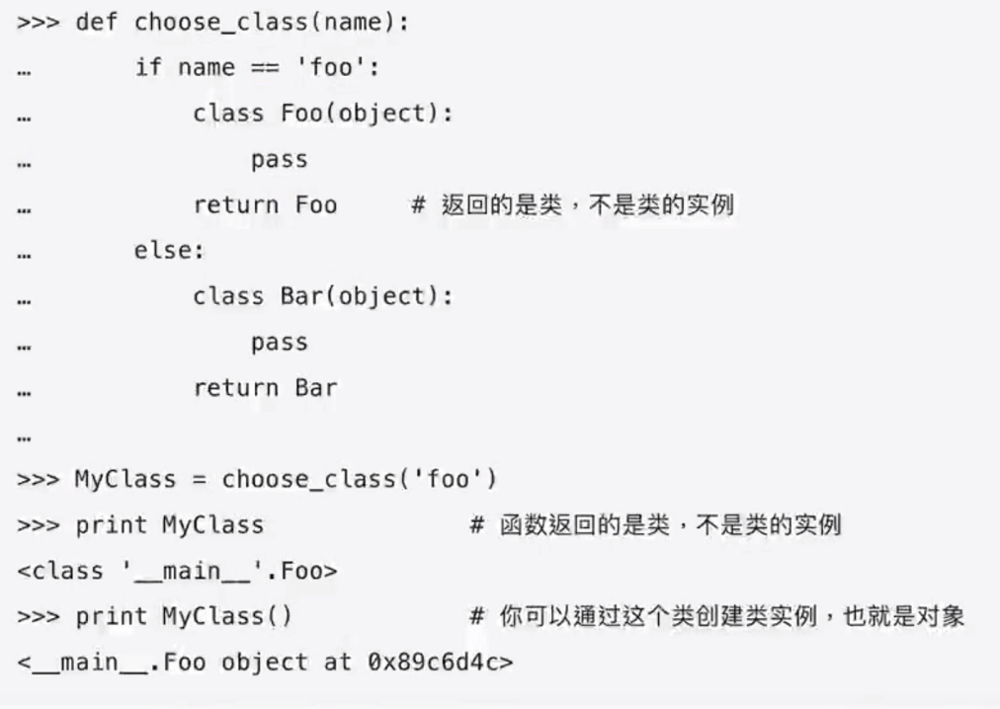 >>> def choose_class(name):
…       if name == 'foo':
…           class Foo(object):
…               pass
…           return Foo     # 返回的是类，不是类的实例
…       else:
…           class Bar(object):
…               pass
…           return Bar
…
>>> MyClass = choose_class('foo')
>>> print MyClass              # 函数返回的是类，不是类的实例
<class '__main__'.Foo>
>>> print MyClass()            # 你可以通过这个类创建类实例，也就是对象
<__main__.Foo object at 0x89c6d4c>